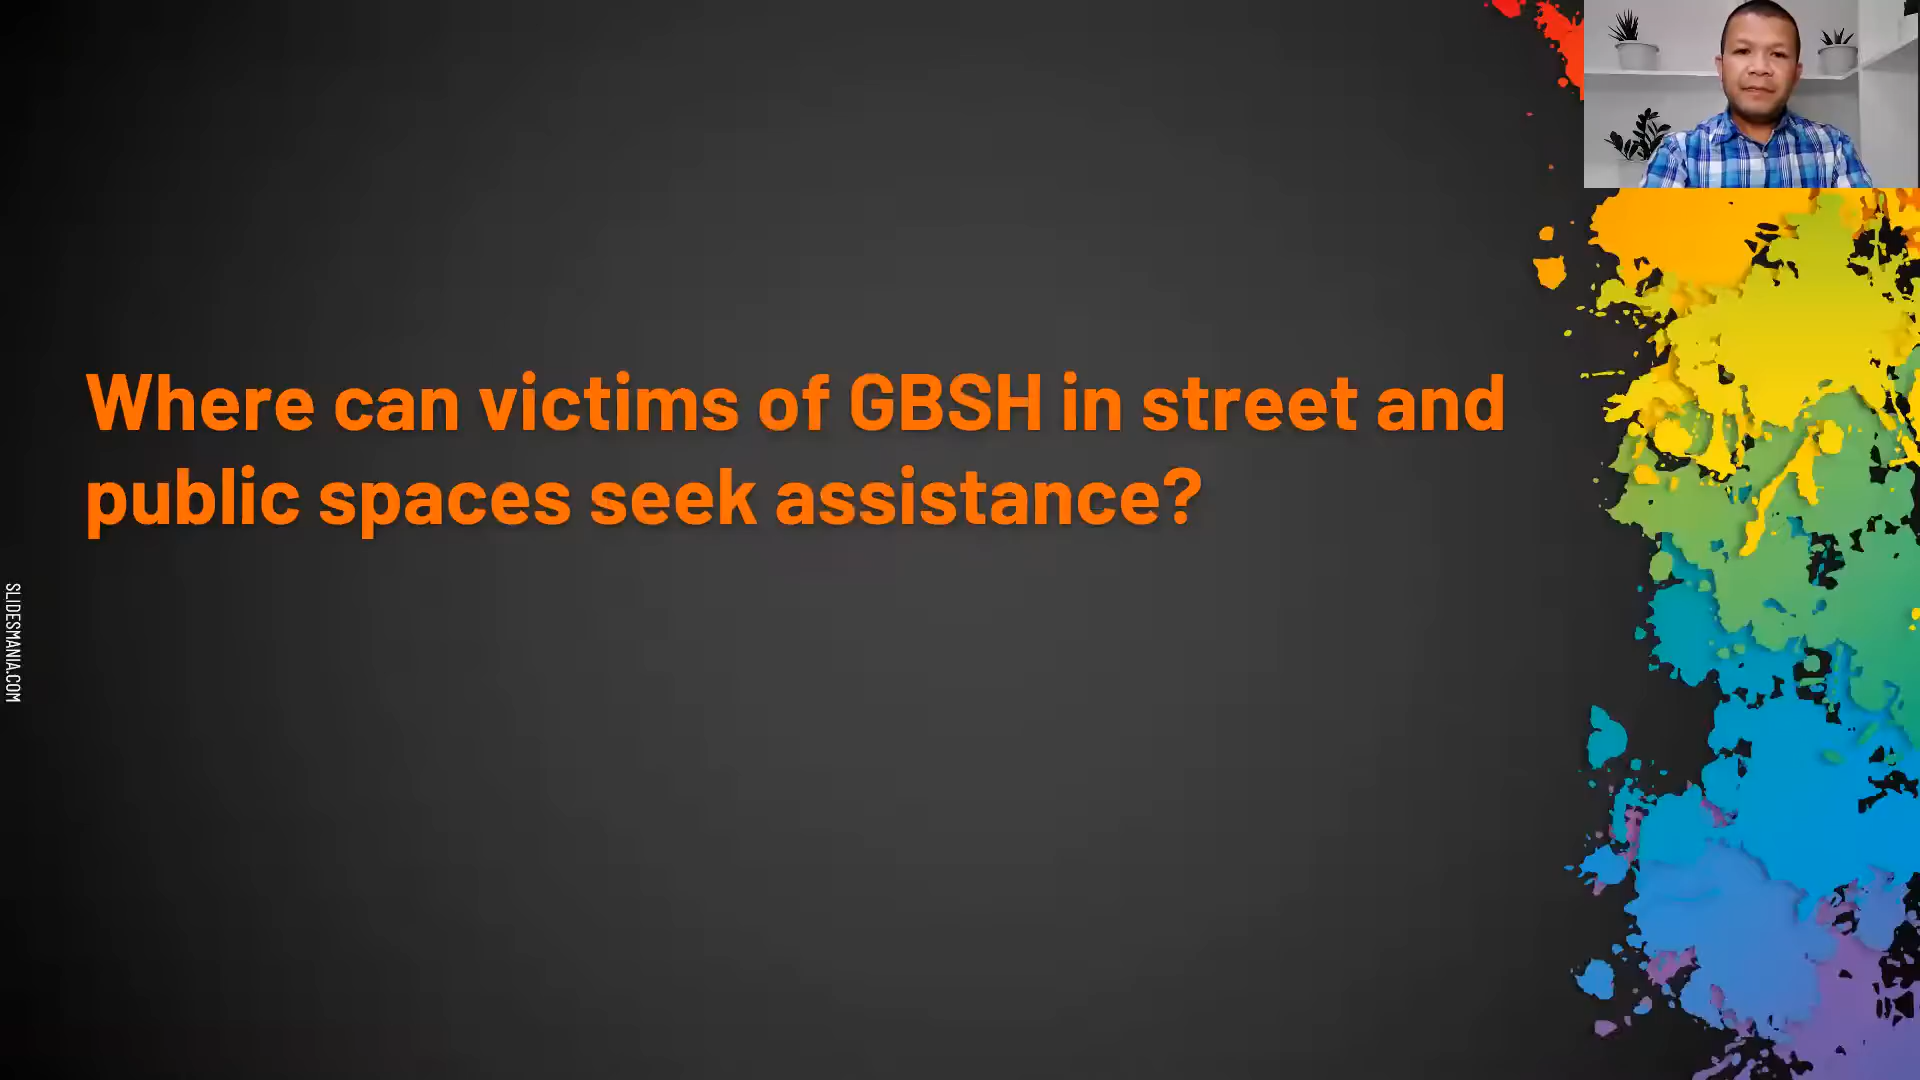 Where can victims of GBSH in street and
public spaces seek assistance?
SLIDESMANIA.COM